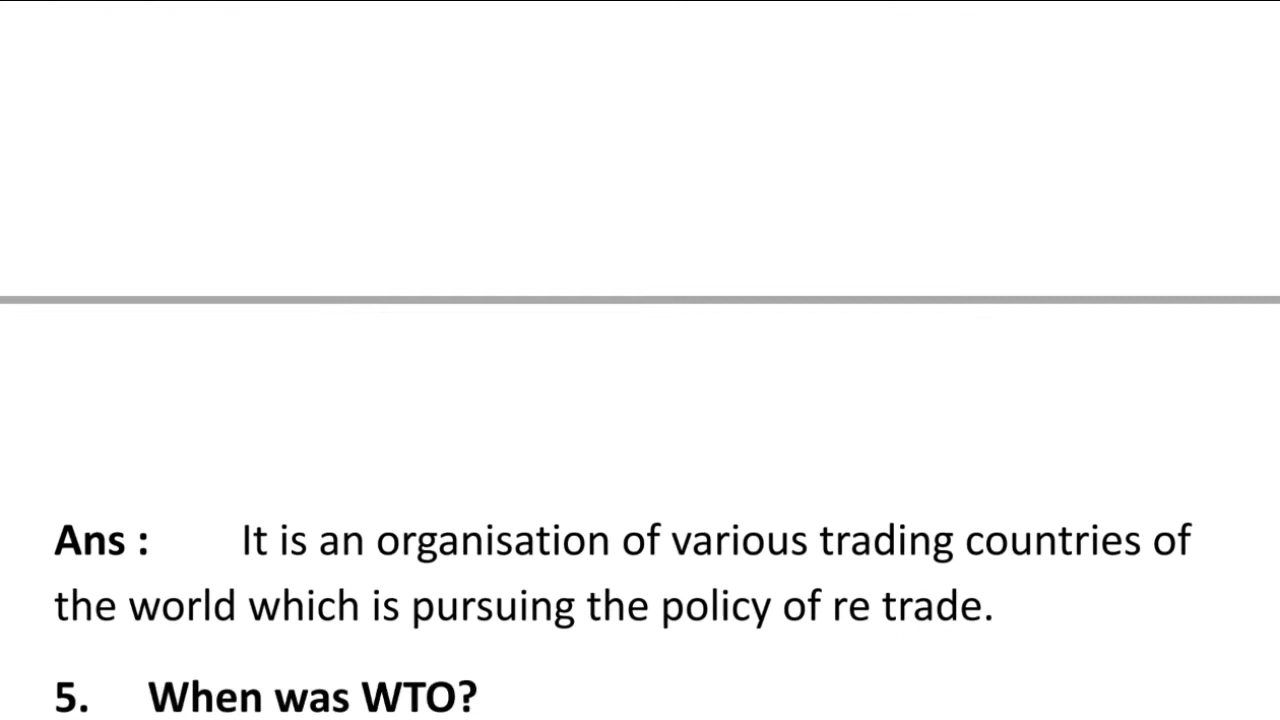 Ans : It is an organisation of various trading countries of
the world which is pursuing the policy of re trade.
5. When was WTO?